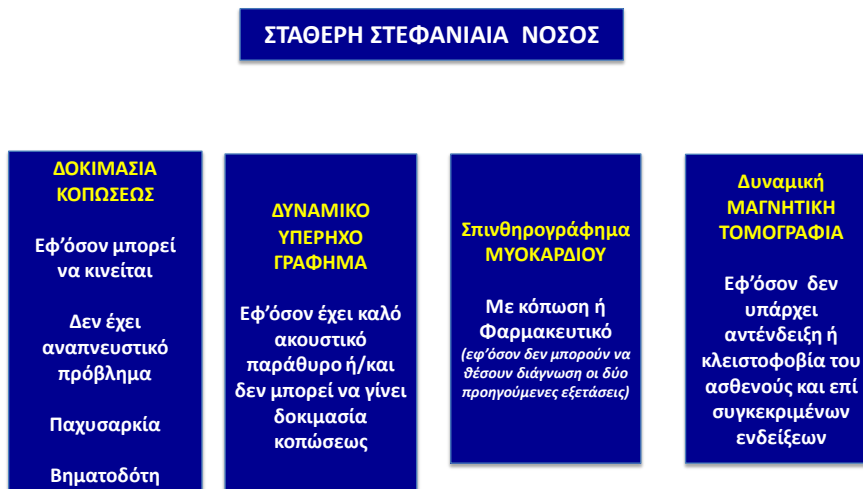 ΣΤΑΘΕΡΗ ΣΤΕΦΑΝΙΑΙΑ ΝΟΣΟΣ
ΔΟΚΙΜΑΣΙΑ
ΚΟΠΩΣΕΩΣ
Εφ’όσον μπορεί
να κινείται
Δεν έχει
αναπνευστικό
πρόβλημα
Παχυσαρκία
Βηματοδότη
ΔΥΝΑΜΙΚΟ
ΥΠΕΡΗΧΟ
ΓΡΑΦΗΜΑ
Εφ’όσον έχει καλό
ακουστικό
παράθυρο ή/και
δεν μπορεί να γίνει
δοκιμασία
κοπώσεως
Σπινθηρογράφημα
ΜΥΟΚΑΡΔΙΟΥ
Με κόπωση ή
Φαρμακευτικό
(εφ’όσον δεν μπορούν να
θέσουν διάγνωση οι δύο
προηγούμενες εξετάσεις)
Δυναμική
ΜΑΓΝΗΤΙΚΗ
ΤΟΜΟΓΡΑΦΙΑ
Εφ’όσον δεν
υπάρχει
αντένδειξη ή
κλειστοφοβία του
ασθενούς και επί
συγκεκριμένων
ενδείξεων